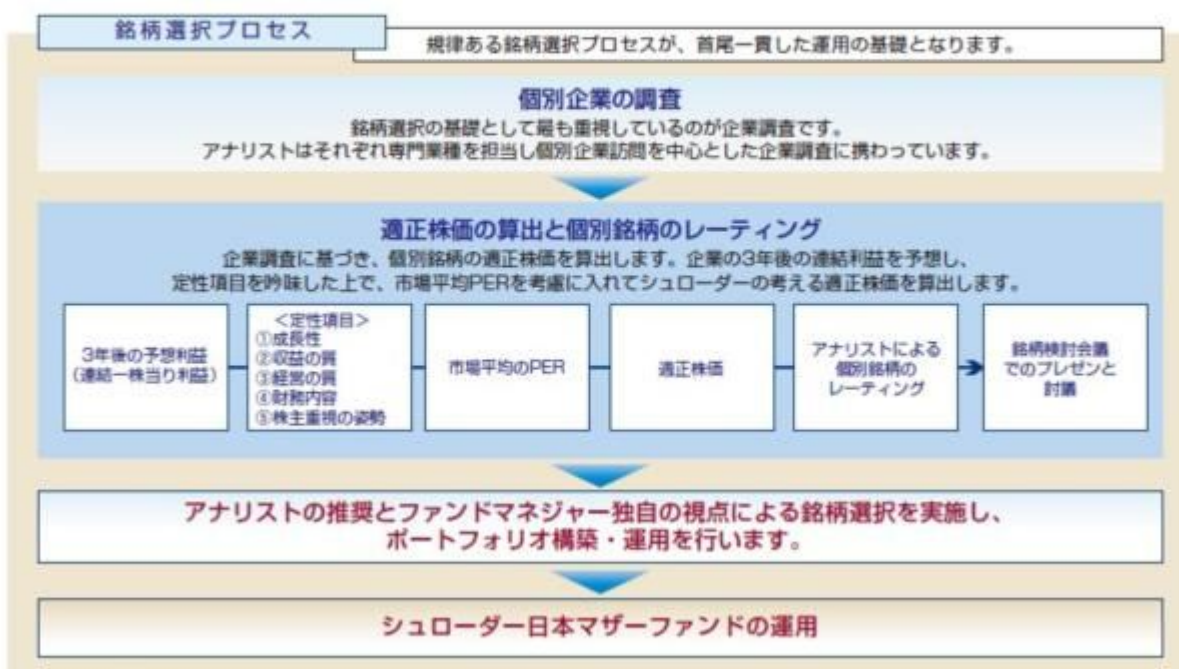 銘柄選択プロセス
規律ある銘柄選択プロセスが、首尾一貫した運用の基礎となります。
個別企業の調査
銘柄選択の基礎として最も重視しているのが企業調査です。
アナリストはそれぞれ専門業種を担当し個別企業訪問を中心とした企業調査に携わっています。
適正株価の算出と個別銘柄のレーティング
企業調査に基づき、個別銘柄の適正株価を算出します。企業の3年後の連結利益を予想し、
定性項目を吟味した上で、市場平均PERを考慮に入れてシュローダーの考える適正株価を算出します。
3年後の予想利益
(連結一株当り利益)
＜定性項目＞
①成長性
②収益の質
③経営の質
④財務内容
⑤株主重視の姿勢
市場平均のPER
適正株価
アナリストによる
個別銘柄の
レーティング
銘柄検討会議
でのプレゼンと
討議
アナリストの推奨とファンドマネジャー独自の視点による銘柄選択を実施し、
ポートフォリオ構築・運用を行います。
シュローダー日本マザーファンドの運用